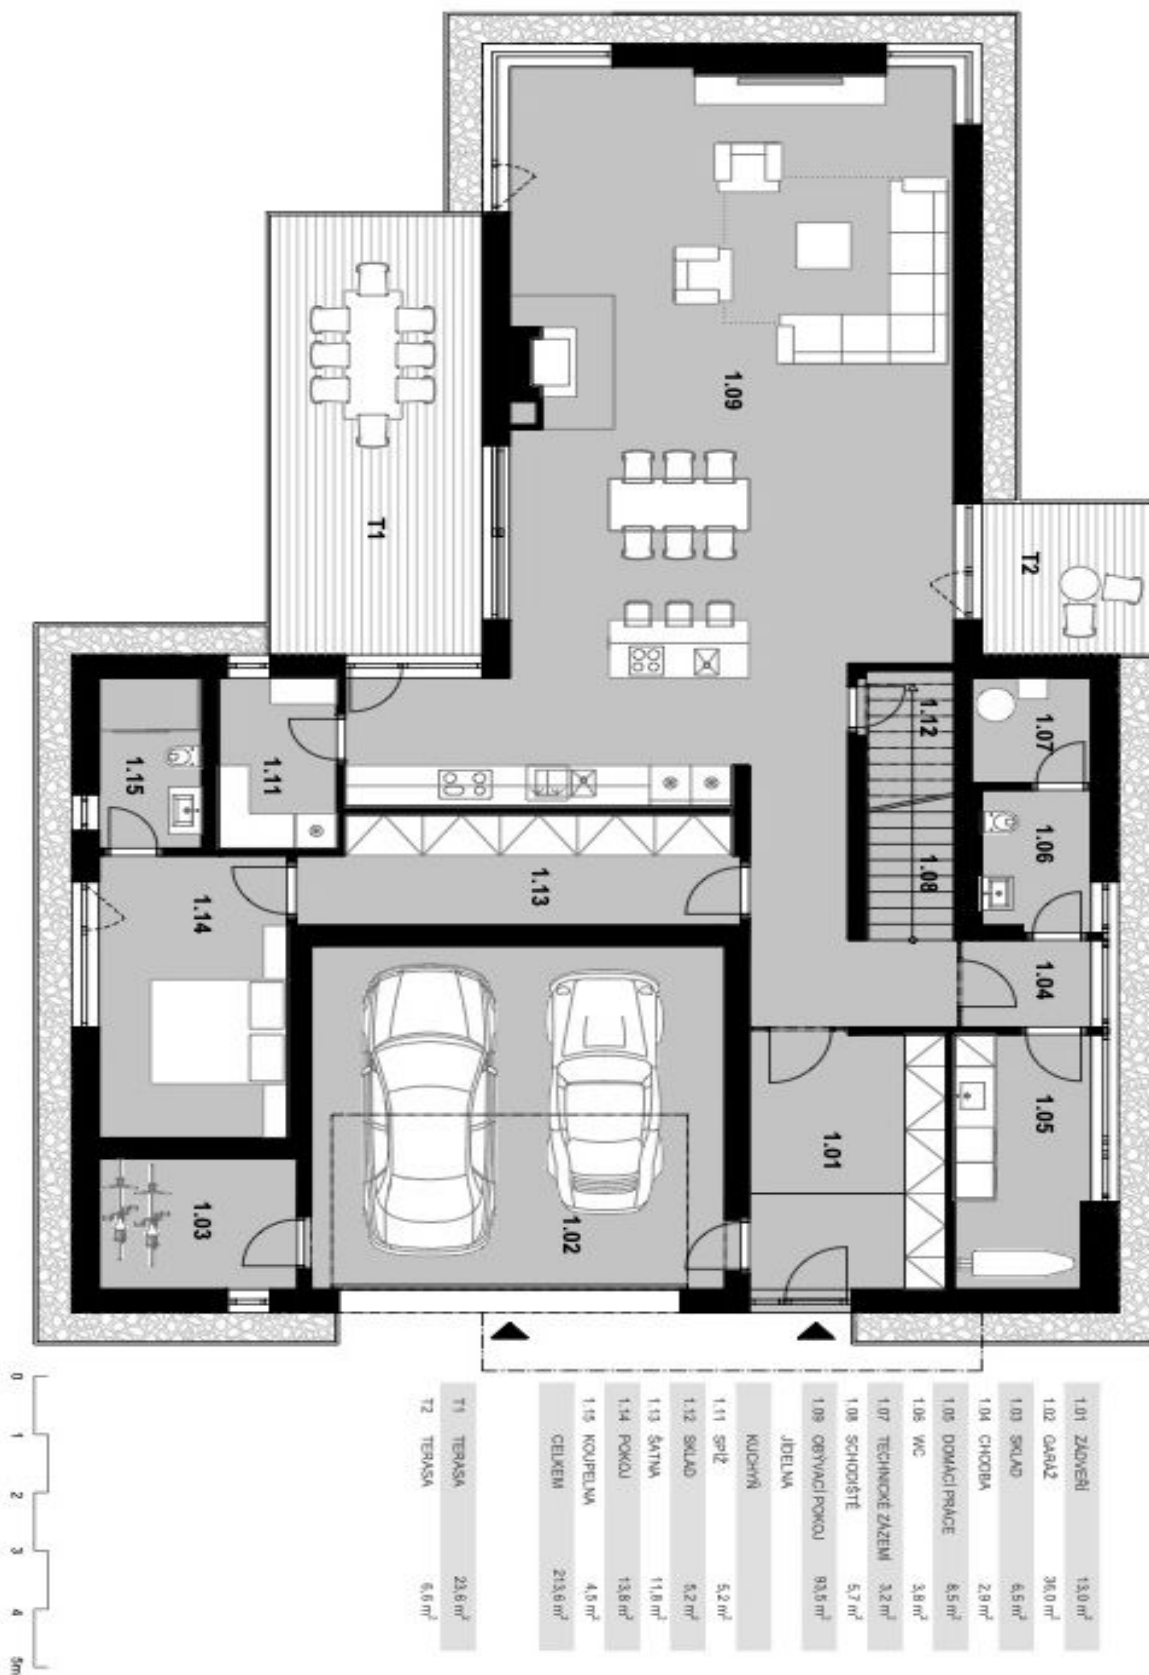 1.09
T1
T2
1.12
1.07
1.15
1.11
1.06
1.08
1.14
1.13
1.04
1.05
1.01
1.03
1.02
1.01 ZÁDVEŘÍ 13,0 m²
1.02 GARÁŽ 36,0 m²
1.03 SKLAD 6,5 m²
1.04 CHODBA 2,9 m²
1.05 DOMÁCÍ PRÁCE 8,5 m²
1.06 WC 3,8 m²
1.07 TECHNICKÉ ZÁZEMÍ 3,2 m²
1.08 SCHODIŠTĚ 5,7 m²
1.09 OBÝVACÍ POKOJ 93,5 m²
JÍDELNA
KUCHYŇ
1.11 SPÍŽ 5,2 m²
1.12 SKLAD 5,2 m²
1.13 ŠATNA 11,8 m²
1.14 POKOJ 13,8 m²
1.15 KOUPELNA 4,5 m²
CELKEM 213,6 m²
T1 TERASA 23,6 m²
T2 TERASA 6,6 m²
0 1 2 3 4 5m